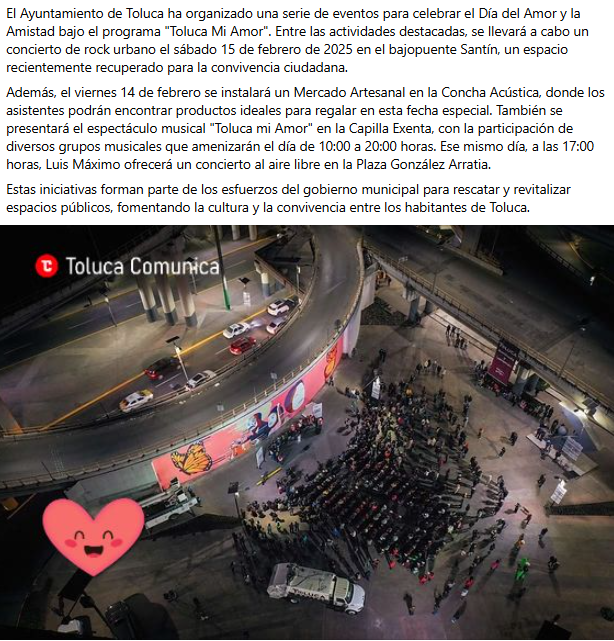 El Ayuntamiento de Toluca ha organizado una serie de eventos para celebrar el Día del Amor y la
Amistad bajo el programa "Toluca Mi Amor". Entre las actividades destacadas, se llevará a cabo un
concierto de rock urbano el sábado 15 de febrero de 2025 en el bajopuente Santín, un espacio
recientemente recuperado para la convivencia ciudadana.
Además, el viernes 14 de febrero se instalará un Mercado Artesanal en la Concha Acústica, donde los
asistentes podrán encontrar productos ideales para regalar en esta fecha especial. También se
presentará el espectáculo musical "Toluca mi Amor" en la Capilla Exenta, con la participación de
diversos grupos musicales que amenizarán el día de 10:00 a 20:00 horas. Ese mismo día, a las 17:00
horas, Luis Máximo ofrecerá un concierto al aire libre en la Plaza González Arratia.
Estas iniciativas forman parte de los esfuerzos del gobierno municipal para rescatar y revitalizar
espacios públicos, fomentando la cultura y la convivencia entre los habitantes de Toluca.
Toluca Comunica
TOLUCA